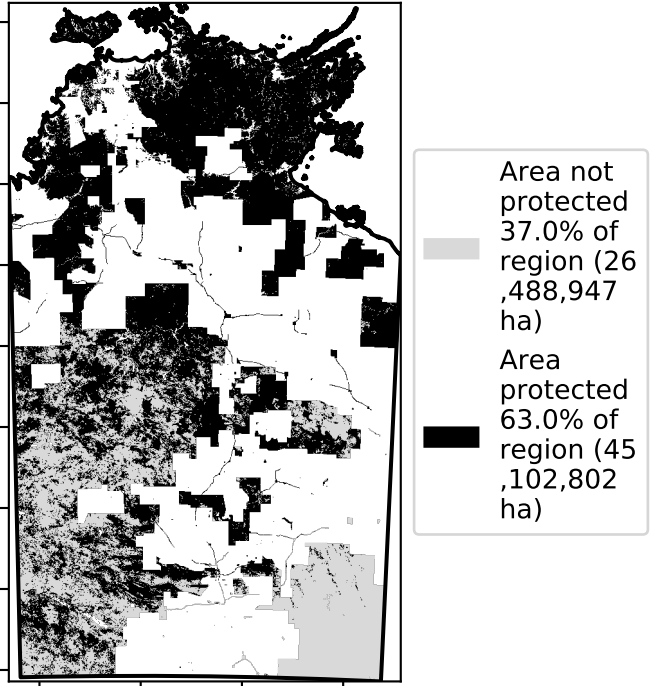 Area not
protected
37.0% of
region (26
,488,947
ha)
Area
protected
63.0% of
region (45
,102,802
ha)